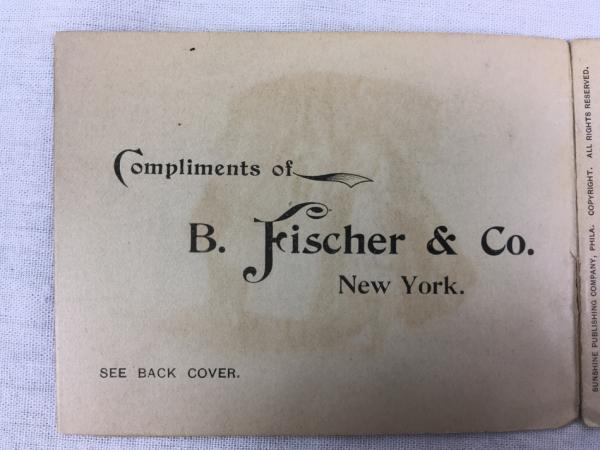 Compliments of
B. Fischer & Co.
New York.
SEE BACK COVER.
SUNSHINE PUBLISHING COMPANY, PHILA. COPYRIGHT. ALL RIGHTS RESERVED.